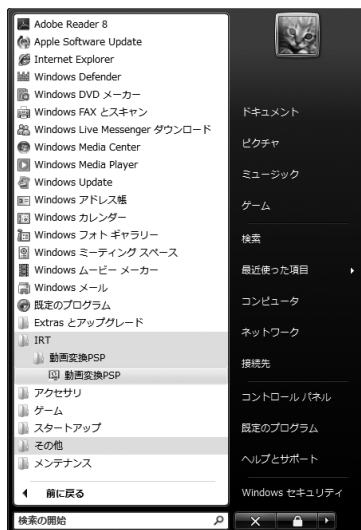 Adobe Reader 8
Apple Software Update
Internet Explorer
Windows Defender
Windows DVD メーカー
Windows FAX とスキャン
Windows Live Messenger ダウンロード
Windows Media Center
Windows Media Player
Windows Update
Windows アドレス帳
Windows カレンダー
Windows フォト ギャラリー
Windows ミーティング スペース
Windows ムービー メーカー
Windows メール
既定のプログラム
Extras とアップグレード
IRT
動画変換PSP
動画変換PSP
アクセサリ
ゲーム
スタートアップ
その他
メンテナンス
前に戻る
検索の開始
ドキュメント
ピクチャ
ミュージック
ゲーム
検索
最近使った項目
コンピュータ
ネットワーク
接続先
コントロール パネル
既定のプログラム
ヘルプとサポート
Windows セキュリティ